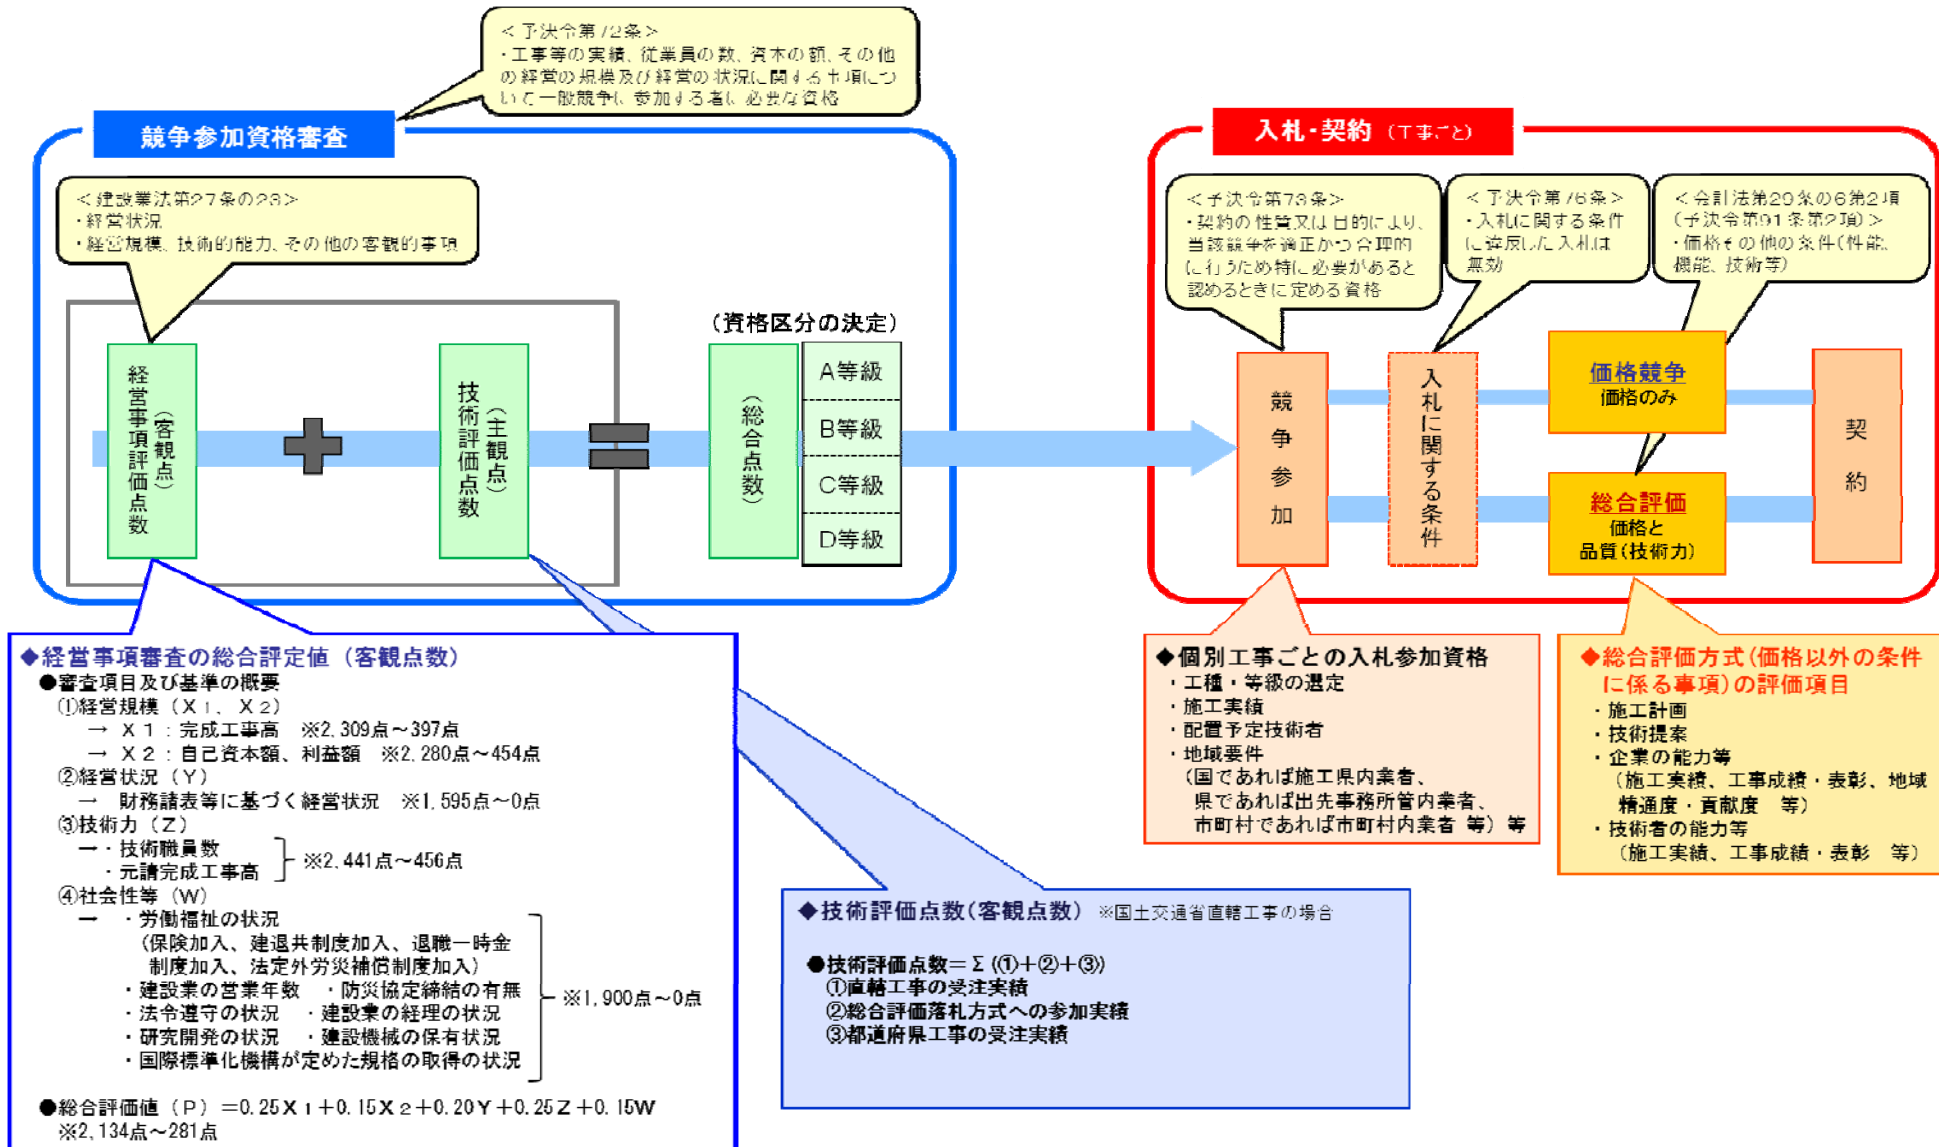 ＜予決令第72条＞
・工事等の実績、従業員の数、資本の額、その他
の経営の規模及び経営の状況に関する事項につ
いて一般競争に参加する者に必要な資格
競争参加資格審査
＜建設業法第27条の23＞
・経営状況
・経営規模、技術的能力、その他の客観的事項
経営事項評価点数
（客観点）
技術評価点数
（主観点）
（総合点数）
（資格区分の決定）
A等級
B等級
C等級
D等級
入札・契約（工事ごと）
＜予決令第73条＞
・契約の性質又は目的により、
当該競争を適正かつ合理的
に行うため特に必要があると
認めるときに定める資格
＜予決令第76条＞
・入札に関する条件
に違反した入札は
無効
＜会計法第29条の6第2項
（予決令第91条第2項）＞
・価格その他の条件（性能、
機能、技術等）
競争参加
入札に関する条件
価格競争
価格のみ
総合評価
価格と
品質（技術力）
契約
◆経営事項審査の総合評定値（客観点数）
●審査項目及び基準の概要
①経営規模（Ｘ1、Ｘ2）
→ Ｘ1：完成工事高 ※2,309点～397点
→ Ｘ2：自己資本額、利益額 ※2,280点～454点
②経営状況（Ｙ）
→ 財務諸表等に基づく経営状況 ※1,595点～0点
③技術力（Ｚ）
→・技術職員数
・元請完成工事高
※2,441点～456点
④社会性等（W）
→ ・労働福祉の状況
（保険加入、建退共制度加入、退職一時金
制度加入、法定外労災補償制度加入）
・建設業の営業年数 ・防災協定締結の有無
・法令遵守の状況 ・建設業の経理の状況
・研究開発の状況 ・建設機械の保有状況
・国際標準化機構が定めた規格の取得の状況
※1,900点～0点
●総合評価値（Ｐ）＝0.25Ｘ1＋0.15Ｘ2＋0.20Ｙ＋0.25Ｚ＋0.15W
※2,134点～281点
◆技術評価点数（客観点数） ※国土交通省直轄工事の場合
●技術評価点数＝Σ（（①＋②＋③））
①直轄工事の受注実績
②総合評価落札方式への参加実績
③都道府県工事の受注実績
◆個別工事ごとの入札参加資格
・工種・等級の選定
・施工実績
・配置予定技術者
・地域要件
（国であれば施工県内業者、
県であれば出先事務所管内業者、
市町村であれば市町村内業者 等）等
◆総合評価方式（価格以外の条件
に係る事項）の評価項目
・施工計画
・技術提案
・企業の能力等
（施工実績、工事成績・表彰、地域
精通度・貢献度 等）
・技術者の能力等
（施工実績、工事成績・表彰 等）